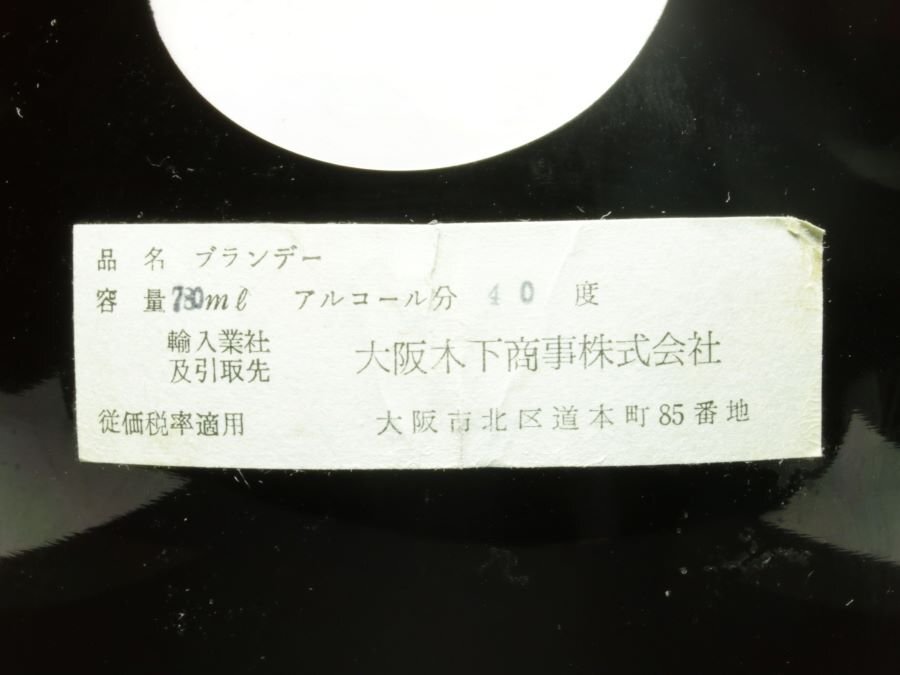 品名 ブランデー
容量 ml アルコール分 40 度
輸入業社
及引取先 大阪木下商事株式会社
従価税率適用 大阪市北区道本町85番地